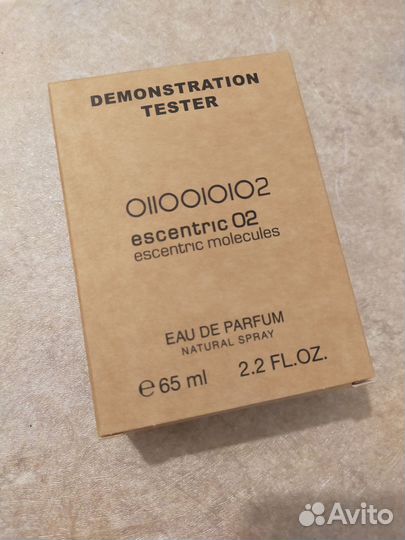 DEMONSTRATION
TESTER
0110010102
escentric 02
escentric molecules
EAU DE PARFUM
NATURAL SPRAY
℮ 65 ml 2.2 FL.OZ.
Avito